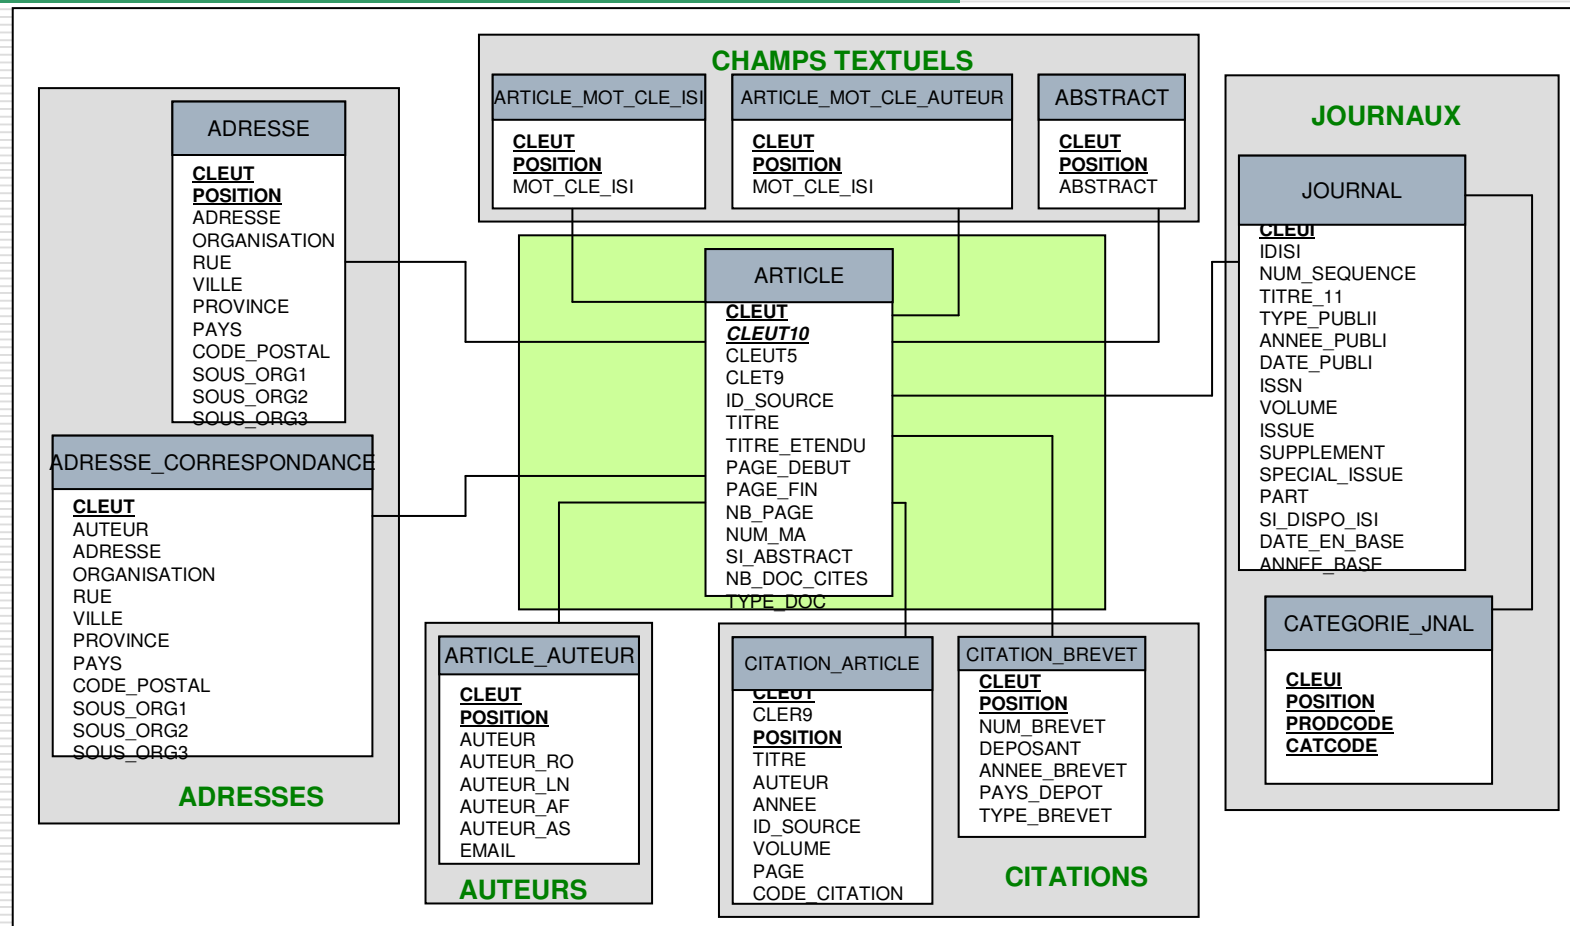 CHAMPS TEXTUELS
ARTICLE_MOT_CLE_ISI
CLEUT
POSITION
MOT_CLE_ISI
ARTICLE_MOT_CLE_AUTEUR
CLEUT
POSITION
MOT_CLE_ISI
ABSTRACT
CLEUT
POSITION
ABSTRACT
ADRESSE
CLEUT
POSITION
ADRESSE
ORGANISATION
RUE
VILLE
PROVINCE
PAYS
CODE_POSTAL
SOUS_ORG1
SOUS_ORG2
SOUS_ORG3
ADRESSE_CORRESPONDANCE
CLEUT
AUTEUR
ADRESSE
ORGANISATION
RUE
VILLE
PROVINCE
PAYS
CODE_POSTAL
SOUS_ORG1
SOUS_ORG2
SOUS_ORG3
ADRESSES
ARTICLE
CLEUT
CLEUT10
CLEUT5
CLET9
ID_SOURCE
TITRE
TITRE_ETENDU
PAGE_DEBUT
PAGE_FIN
NB_PAGE
NUM_MA
SI_ABSTRACT
NB_DOC_CITES
TYPE_DOC
JOURNAUX
JOURNAL
CLEUI
IDISI
NUM_SEQUENCE
TITRE_11
TYPE_PUBLII
ANNEE_PUBLI
DATE_PUBLI
ISSN
VOLUME
ISSUE
SUPPLEMENT
SPECIAL_ISSUE
PART
SI_DISPO_ISI
DATE_EN_BASE
ANNEE_BASE
CATEGORIE_JNAL
CLEUI
POSITION
PRODCODE
CATCODE
ARTICLE_AUTEUR
CLEUT
POSITION
AUTEUR
AUTEUR_RO
AUTEUR_LN
AUTEUR_AF
AUTEUR_AS
EMAIL
AUTEURS
CITATION_ARTICLE
CLEUT
CLER9
POSITION
TITRE
AUTEUR
ANNEE
ID_SOURCE
VOLUME
PAGE
CODE_CITATION
CITATION_BREVET
CLEUT
POSITION
NUM_BREVET
DEPOSANT
ANNEE_BREVET
PAYS_DEPOT
TYPE_BREVET
CITATIONS